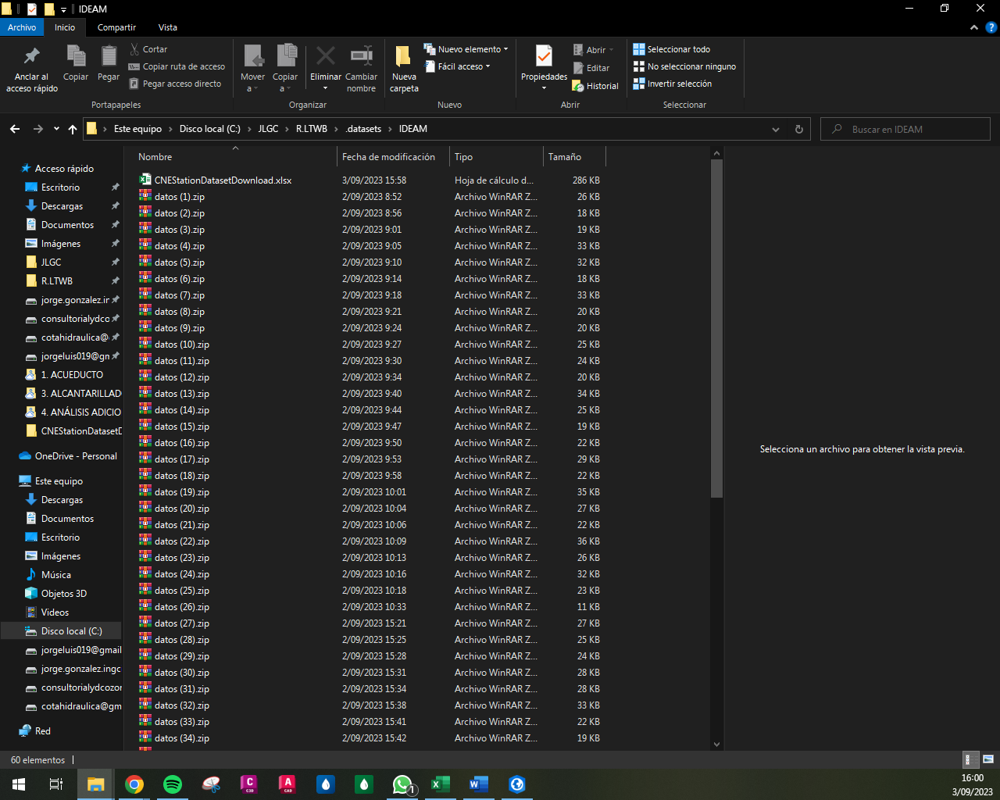 IDEAM
Archivo Inicio Compartir Vista
Anclar al acceso rápido
Copiar
Pegar
Cortar
Copiar ruta de acceso
Pegar acceso directo
Portapapeles
Mover a
Copiar a
Eliminar
Cambiar nombre
Organizar
Nueva carpeta
Nuevo elemento
Fácil acceso
Nuevo
Propiedades
Abrir
Editar
Historial
Abrir
Seleccionar todo
No seleccionar ninguno
Invertir selección
Seleccionar
Este equipo > Disco local (C:) > JLGC > R.LTWB > .datasets > IDEAM
Buscar en IDEAM
Acceso rápido
Escritorio
Descargas
Documentos
Imágenes
JLGC
R.LTWB
jorge.gonzalez.ir
consultorialydco
cotahidraulica@
jorgeluis019@gn
1. ACUEDUCTO
3. ALCANTARILLAD
4. ANÁLISIS ADICIO
CNEStationDatasetD
OneDrive - Personal
Este equipo
Descargas
Documentos
Escritorio
Imágenes
Música
Objetos 3D
Videos
Disco local (C:)
jorgeluis019@gmail
jorge.gonzalez.ingc
consultorialydcozor
cotahidraulica@gm
Red
Nombre Fecha de modificación Tipo Tamaño
CNEStationDatasetDownload.xlsx 3/09/2023 15:58 Hoja de cálculo d... 286 KB
datos (1).zip 2/09/2023 8:52 Archivo WinRAR Z... 26 KB
datos (2).zip 2/09/2023 8:56 Archivo WinRAR Z... 18 KB
datos (3).zip 2/09/2023 9:01 Archivo WinRAR Z... 19 KB
datos (4).zip 2/09/2023 9:05 Archivo WinRAR Z... 33 KB
datos (5).zip 2/09/2023 9:10 Archivo WinRAR Z... 32 KB
datos (6).zip 2/09/2023 9:14 Archivo WinRAR Z... 18 KB
datos (7).zip 2/09/2023 9:18 Archivo WinRAR Z... 33 KB
datos (8).zip 2/09/2023 9:21 Archivo WinRAR Z... 20 KB
datos (9).zip 2/09/2023 9:24 Archivo WinRAR Z... 20 KB
datos (10).zip 2/09/2023 9:27 Archivo WinRAR Z... 25 KB
datos (11).zip 2/09/2023 9:30 Archivo WinRAR Z... 24 KB
datos (12).zip 2/09/2023 9:34 Archivo WinRAR Z... 20 KB
datos (13).zip 2/09/2023 9:40 Archivo WinRAR Z... 34 KB
datos (14).zip 2/09/2023 9:44 Archivo WinRAR Z... 25 KB
datos (15).zip 2/09/2023 9:47 Archivo WinRAR Z... 19 KB
datos (16).zip 2/09/2023 9:50 Archivo WinRAR Z... 22 KB
datos (17).zip 2/09/2023 9:53 Archivo WinRAR Z... 29 KB
datos (18).zip 2/09/2023 9:58 Archivo WinRAR Z... 22 KB
datos (19).zip 2/09/2023 10:01 Archivo WinRAR Z... 35 KB
datos (20).zip 2/09/2023 10:04 Archivo WinRAR Z... 27 KB
datos (21).zip 2/09/2023 10:06 Archivo WinRAR Z... 22 KB
datos (22).zip 2/09/2023 10:09 Archivo WinRAR Z... 36 KB
datos (23).zip 2/09/2023 10:13 Archivo WinRAR Z... 26 KB
datos (24).zip 2/09/2023 10:16 Archivo WinRAR Z... 32 KB
datos (25).zip 2/09/2023 10:18 Archivo WinRAR Z... 23 KB
datos (26).zip 2/09/2023 10:33 Archivo WinRAR Z... 11 KB
datos (27).zip 2/09/2023 15:21 Archivo WinRAR Z... 27 KB
datos (28).zip 2/09/2023 15:25 Archivo WinRAR Z... 25 KB
datos (29).zip 2/09/2023 15:28 Archivo WinRAR Z... 24 KB
datos (30).zip 2/09/2023 15:31 Archivo WinRAR Z... 28 KB
datos (31).zip 2/09/2023 15:34 Archivo WinRAR Z... 28 KB
datos (32).zip 2/09/2023 15:38 Archivo WinRAR Z... 33 KB
datos (33).zip 2/09/2023 15:41 Archivo WinRAR Z... 22 KB
datos (34).zip 2/09/2023 15:42 Archivo WinRAR Z... 19 KB
Selecciona un archivo para obtener la vista previa.
60 elementos
16:00
3/09/2023